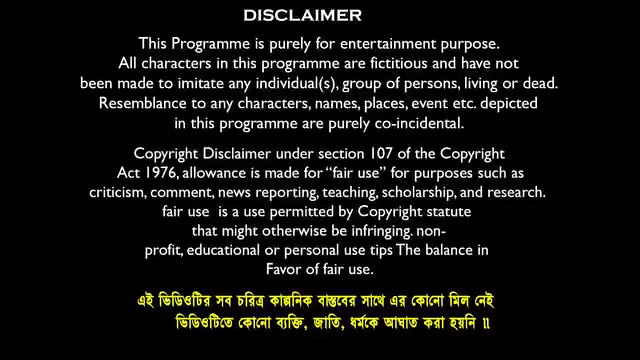 DISCLAIMER
This Programme is purely for entertainment purpose.
All characters in this programme are fictitious and have not
been made to imitate any individual(s), group of persons, living or dead.
Resemblance to any characters, names, places, event etc. depicted
in this programme are purely co-incidental.
Copyright Disclaimer under section 107 of the Copyright
Act 1976, allowance is made for “fair use” for purposes such as
criticism, comment, news reporting, teaching, scholarship, and research.
fair use is a use permitted by Copyright statute
that might otherwise be infringing. non-
profit, educational or personal use tips The balance in
Favor of fair use.
এই ভিডিওটির সব চরিত্র কাল্পনিক বাস্তবের সাথে এর কোনো মিল নেই
ভিডিওটিতে কোনো ব্যক্তি, জাতি, ধর্মকে আঘাত করা হয়নি ॥